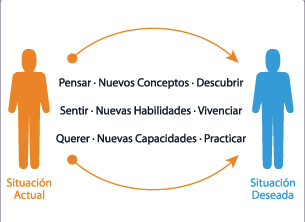 Pensar · Nuevos Conceptos · Descubrir
Sentir · Nuevas Habilidades · Vivenciar
Querer · Nuevas Capacidades · Practicar
Situación
Actual
Situación
Deseada